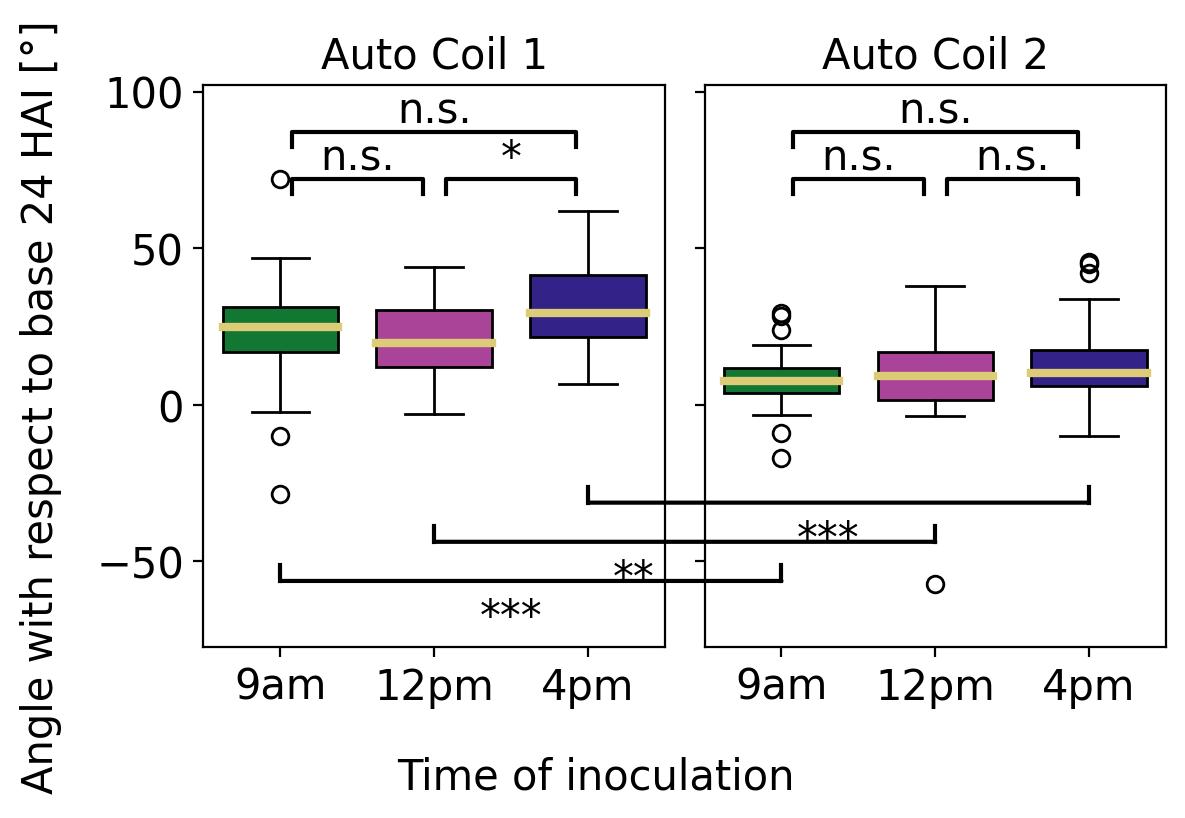 Angle with respect to base 24 HAI [°]
Auto Coil 1
Auto Coil 2
100
50
0
−50
n.s.
n.s.
*
n.s.
n.s.
n.s.
***
**
***
9am
12pm
4pm
9am
12pm
4pm
Time of inoculation